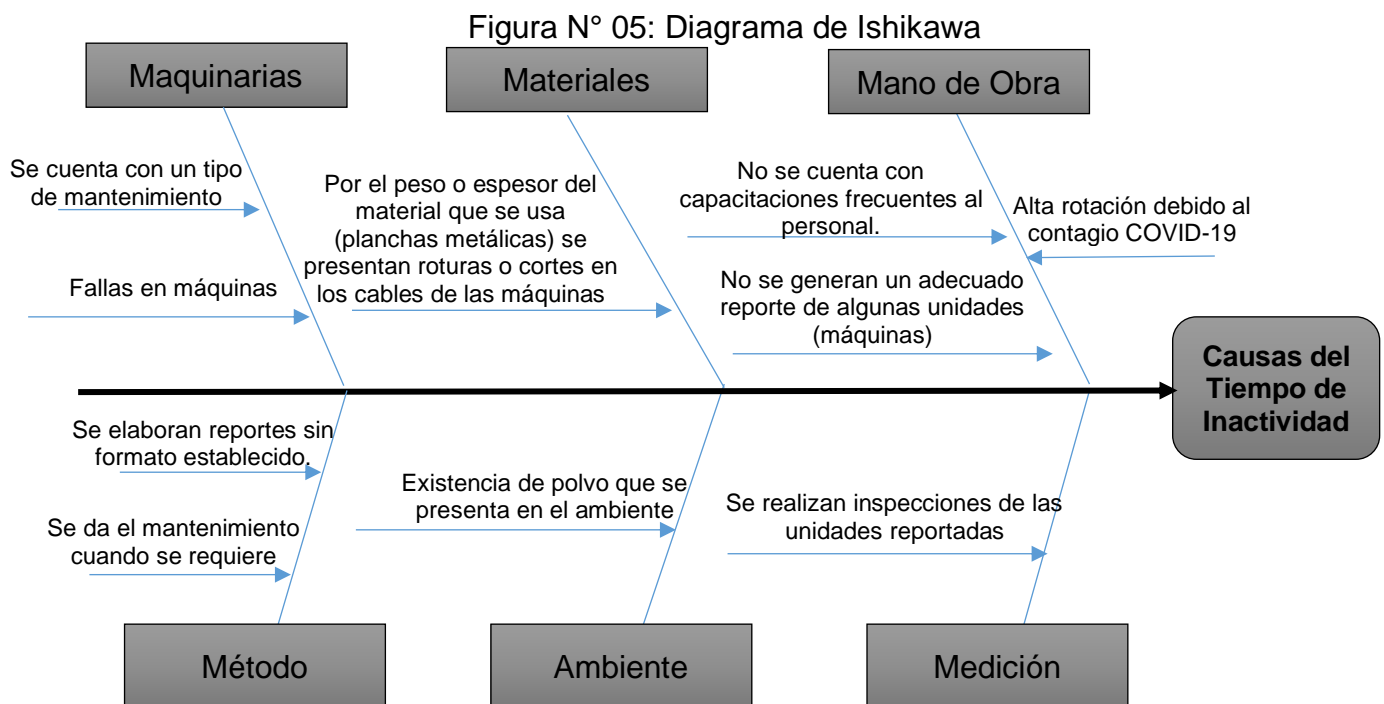 Figura N° 05: Diagrama de Ishikawa
Maquinarias
Materiales
Mano de Obra
Se cuenta con un tipo
de mantenimiento
Fallas en máquinas
Por el peso o espesor del
material que se usa
(planchas metálicas) se
presentan roturas o cortes en
los cables de las máquinas
No se cuenta con
capacitaciones frecuentes al
personal.
Alta rotación debido al
contagio COVID-19
No se generan un adecuado
reporte de algunas unidades
(máquinas)
Causas del
Tiempo de
Inactividad
Se elaboran reportes sin
formato establecido.
Se da el mantenimiento
cuando se requiere
Existencia de polvo que se
presenta en el ambiente
Se realizan inspecciones de las
unidades reportadas
Método
Ambiente
Medición